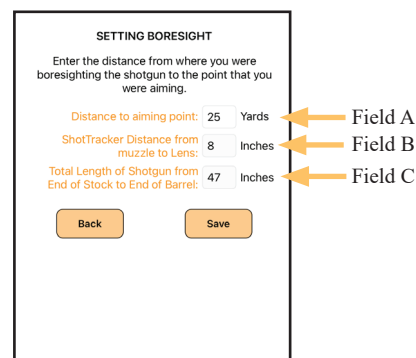 SETTING BORESIGHT
Enter the distance from where you were
boresighting the shotgun to the point that you
were aiming.
Distance to aiming point: 25 Yards Field A
ShotTracker Distance from
muzzle to Lens: 8 Inches Field B
Total Length of Shotgun from
End of Stock to End of Barrel: 47 Inches Field C
Back Save